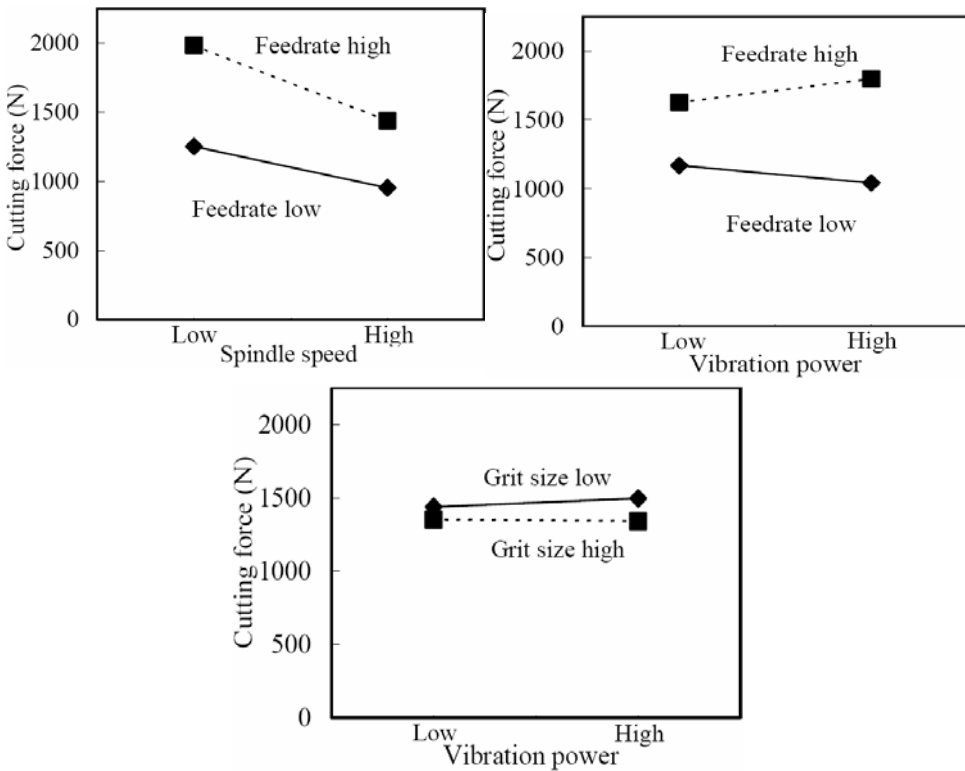 Cutting force (N)
2000
1500
1000
500
0
Feedrate high
Feedrate low
Low
High
Spindle speed
Cutting force (N)
2000
1500
1000
500
0
Feedrate high
Feedrate low
Low
High
Vibration power
Cutting force (N)
2000
1500
1000
500
0
Grit size low
Grit size high
Low
High
Vibration power